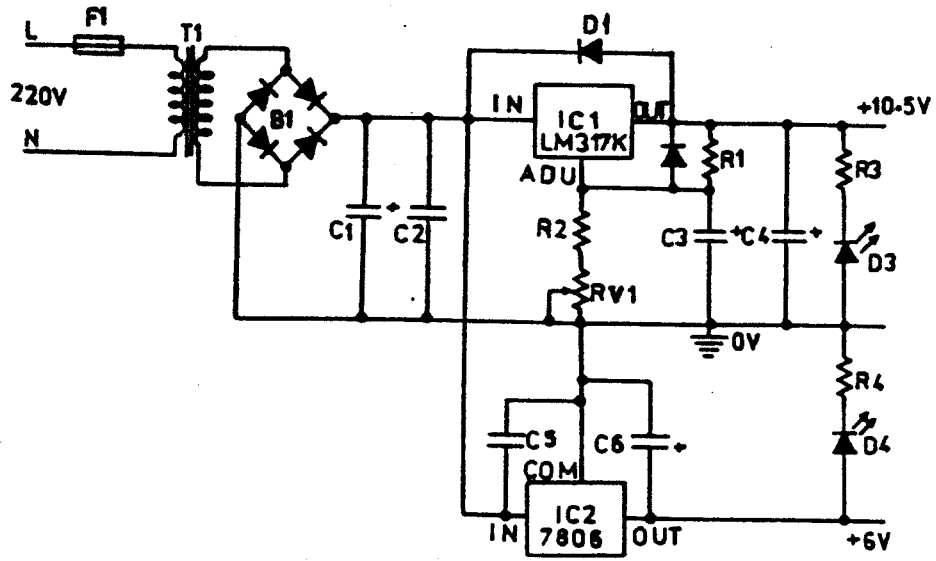 L
F1
T1
220V
N
B1
C1
+
C2
D1
IN
IC1
LM317K
OUT
ADU
+10·5V
R1
R2
RV1
C3
+
C4
+
R3
D3
0V
R4
D4
C5
C6
+
COM
IN
IC2
7806
OUT
+6V